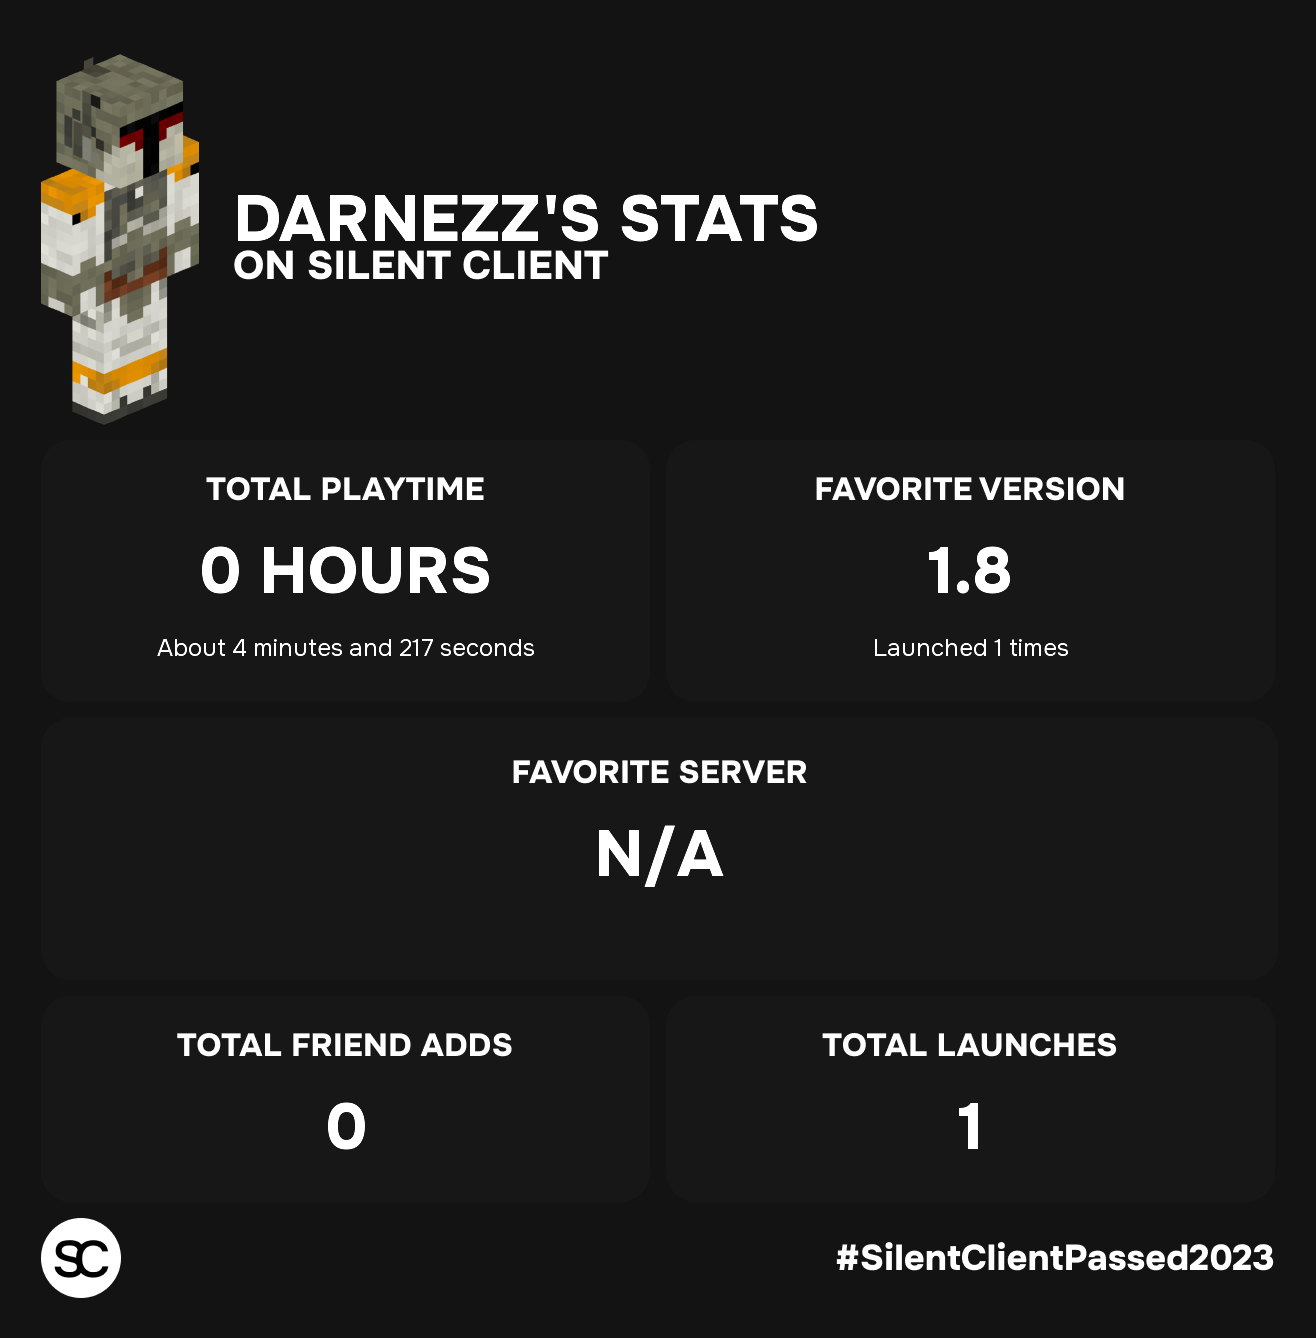 DARNEZZ'S STATS
ON SILENT CLIENT
TOTAL PLAYTIME
0 HOURS
About 4 minutes and 217 seconds
FAVORITE VERSION
1.8
Launched 1 times
FAVORITE SERVER
N/A
TOTAL FRIEND ADDS
0
TOTAL LAUNCHES
1
SC
#SilentClientPassed2023